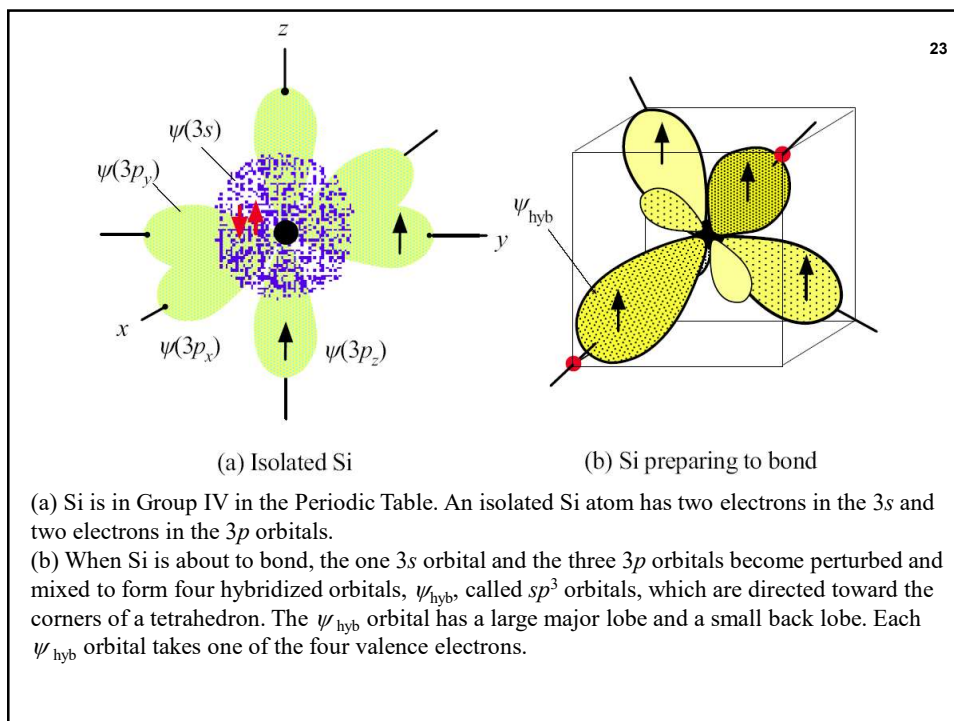 23
z
ψ(3s)
ψ(3p_y)
y
x
ψ(3p_x)
ψ(3p_z)
ψ_hyb
(a) Isolated Si
(b) Si preparing to bond
(a) Si is in Group IV in the Periodic Table. An isolated Si atom has two electrons in the 3s and
two electrons in the 3p orbitals.
(b) When Si is about to bond, the one 3s orbital and the three 3p orbitals become perturbed and
mixed to form four hybridized orbitals, ψ_hyb, called sp³ orbitals, which are directed toward the
corners of a tetrahedron. The ψ_hyb orbital has a large major lobe and a small back lobe. Each
ψ_hyb orbital takes one of the four valence electrons.